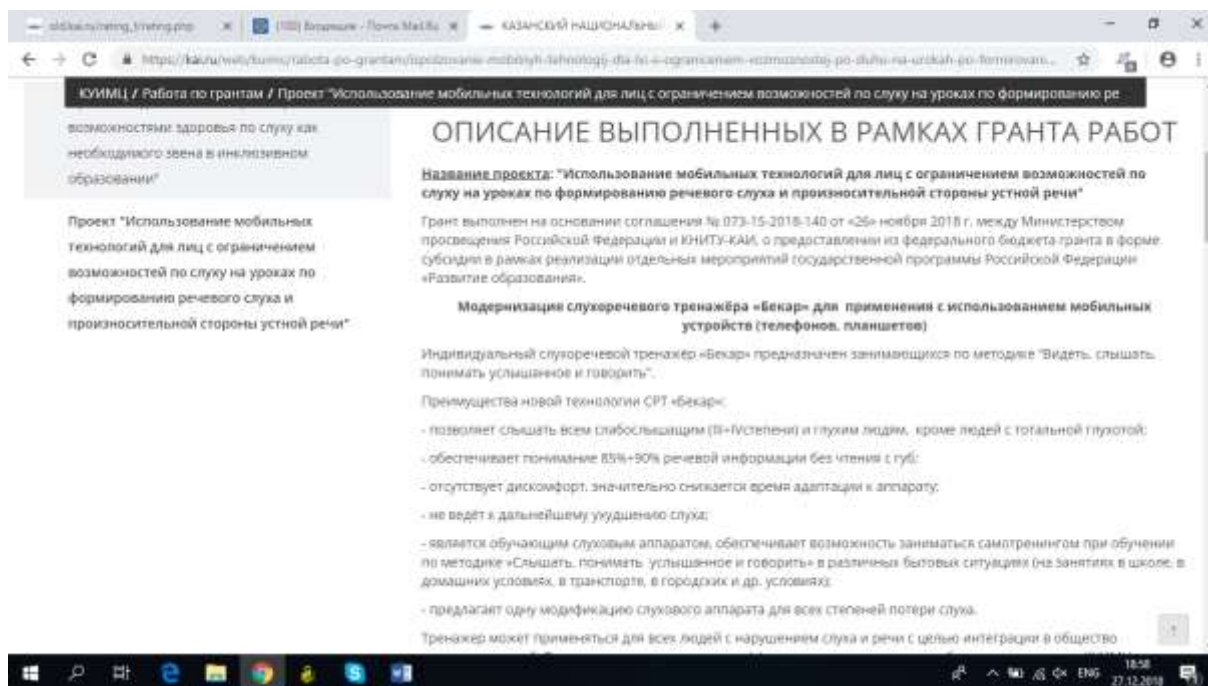 (100) Входящие - Почта Mail.Ru
КАЗАНСКИЙ НАЦИОНАЛЬНЫ
КУИМЦ / Работа по грантам / Проект "Использование мобильных технологий для лиц с ограничением возможностей по слуху на уроках по формированию ре
возможностями здоровья по слуху как
необходимого звена в инклюзивном
образовании"
Проект "Использование мобильных
технологий для лиц с ограничением
возможностей по слуху на уроках по
формированию речевого слуха и
произносительной стороны устной речи"
ОПИСАНИЕ ВЫПОЛНЕННЫХ В РАМКАХ ГРАНТА РАБОТ
Название проекта: "Использование мобильных технологий для лиц с ограничением возможностей по
слуху на уроках по формированию речевого слуха и произносительной стороны устной речи"
Грант выполнен на основании соглашения № 073-15-2018-140 от «26» ноября 2018 г. между Министерством
просвещения Российской Федерации и КНИТУ-КАИ, о предоставлении из федерального бюджета гранта в форме
субсидии в рамках реализации отдельных мероприятий государственной программы Российской Федерации
«Развитие образования».
Модернизация слухоречевого тренажёра «Бекар» для применения с использованием мобильных
устройств (телефонов, планшетов)
Индивидуальный слухоречевой тренажёр «Бекар» предназначен занимающихся по методике "Видеть, слышать,
понимать услышанное и говорить".
Преимущества новой технологии СРТ «Бекар»:
- позволяет слышать всем слабослышащим (III÷IVстепени) и глухим людям, кроме людей с тотальной глухотой;
- обеспечивает понимание 85%÷90% речевой информации без чтения с губ;
- отсутствует дискомфорт, значительно снижается время адаптации к аппарату;
- не ведёт к дальнейшему ухудшению слуха;
- является обучающим слуховым аппаратом, обеспечивает возможность заниматься самотренингом при обучении
по методике «Слышать, понимать услышанное и говорить» в различных бытовых ситуациях (на занятиях в школе, в
домашних условиях, в транспорте, в городских и др. условиях);
- предлагает одну модификацию слухового аппарата для всех степеней потери слуха.
Тренажер может применяться для всех людей с нарушением слуха и речи с целью интеграции в общество
ENG
18:58
27.12.2018